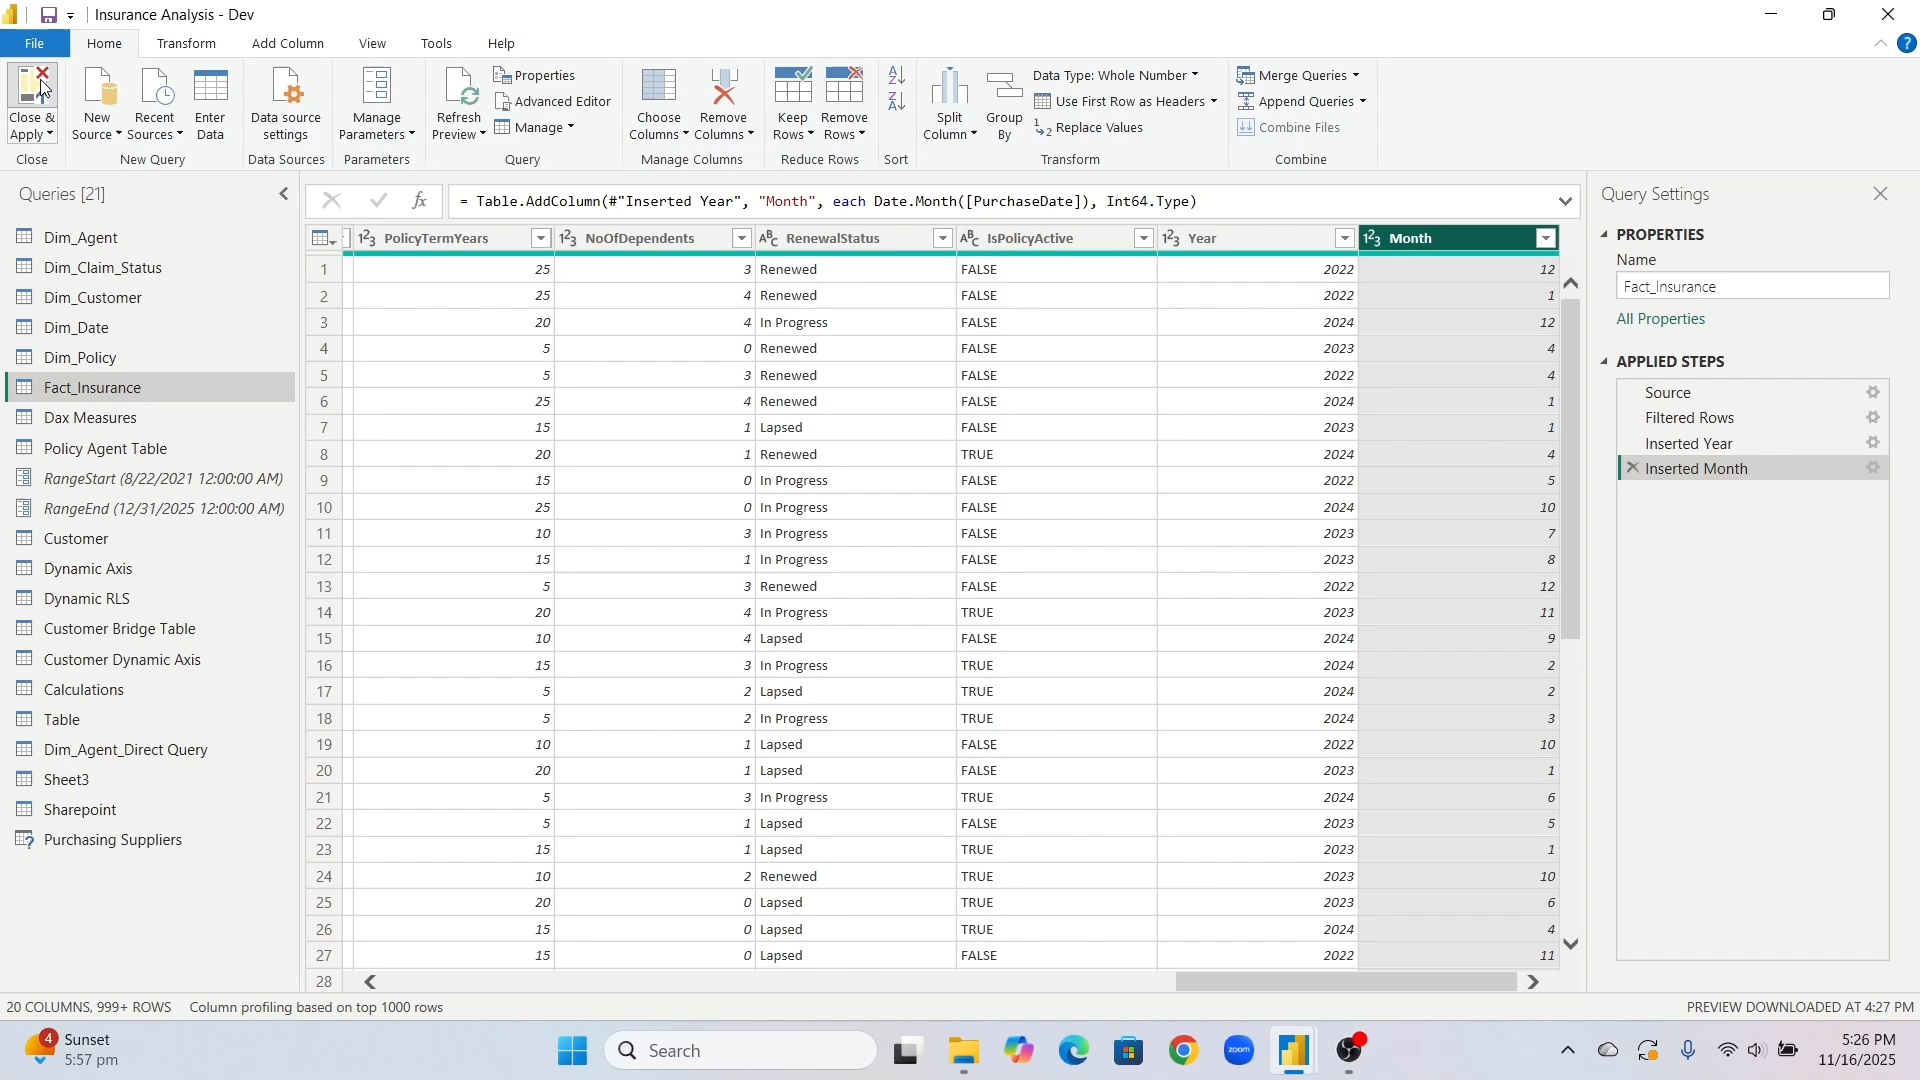 Insurance Analysis - Dev
File Home Transform Add Column View Tools Help
Close & Apply
New Source
Recent Sources
Enter Data
Data source settings
Manage Parameters
Refresh Preview
Properties
Advanced Editor
Manage
Choose Columns
Remove Columns
Keep Rows
Remove Rows
Split Column
Group By
Data Type: Whole Number
Use First Row as Headers
Replace Values
Merge Queries
Append Queries
Combine Files
Close New Query Data Sources Parameters Query Manage Columns Reduce Rows Sort Transform Combine
Queries [21]
Dim_Agent
Dim_Claim_Status
Dim_Customer
Dim_Date
Dim_Policy
Fact_Insurance
Dax Measures
Policy Agent Table
RangeStart (8/22/2021 12:00:00 AM)
RangeEnd (12/31/2025 12:00:00 AM)
Customer
Dynamic Axis
Dynamic RLS
Customer Bridge Table
Customer Dynamic Axis
Calculations
Table
Dim_Agent_Direct Query
Sheet3
Sharepoint
Purchasing Suppliers
fx = Table.AddColumn(#"Inserted Year", "Month", each Date.Month([PurchaseDate]), Int64.Type)
123 PolicyTermYears 123 NoOfDependents ABC RenewalStatus ABC IsPolicyActive 123 Year 123 Month
1 25 3 Renewed FALSE 2022 12
2 25 4 Renewed FALSE 2022 1
3 20 4 In Progress FALSE 2024 12
4 5 0 Renewed FALSE 2023 4
5 5 3 Renewed FALSE 2022 4
6 25 4 Renewed FALSE 2024 1
7 15 1 Lapsed FALSE 2023 1
8 20 1 Renewed TRUE 2024 4
9 15 0 In Progress FALSE 2022 5
10 25 0 In Progress FALSE 2024 10
11 10 3 In Progress FALSE 2023 7
12 15 1 In Progress FALSE 2023 8
13 5 3 Renewed FALSE 2022 12
14 20 4 In Progress TRUE 2023 11
15 10 4 Lapsed FALSE 2024 9
16 15 3 In Progress TRUE 2024 2
17 5 2 Lapsed TRUE 2024 2
18 5 2 In Progress TRUE 2024 3
19 10 1 Lapsed FALSE 2022 10
20 20 1 Lapsed FALSE 2023 1
21 5 3 In Progress TRUE 2024 6
22 5 1 Lapsed FALSE 2023 5
23 15 1 Lapsed TRUE 2023 1
24 10 2 Renewed TRUE 2023 10
25 20 0 Lapsed TRUE 2023 6
26 15 0 Lapsed TRUE 2024 4
27 15 0 Lapsed FALSE 2022 11
28
Query Settings
PROPERTIES
Name
Fact_Insurance
All Properties
APPLIED STEPS
Source
Filtered Rows
Inserted Year
Inserted Month
20 COLUMNS, 999+ ROWS Column profiling based on top 1000 rows PREVIEW DOWNLOADED AT 4:27 PM
4
Sunset
5:57 pm
Search
zoom
5:26 PM
11/16/2025